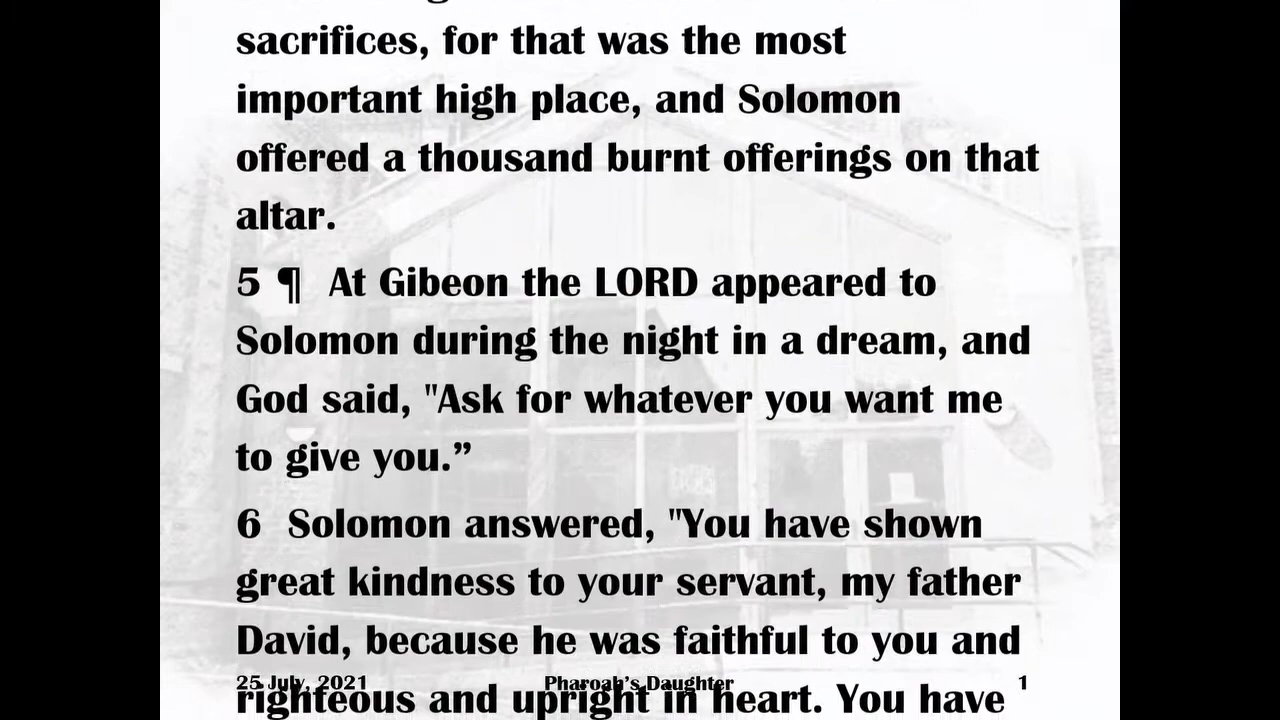 sacrifices, for that was the most
important high place, and Solomon
offered a thousand burnt offerings on that
altar.
5 ¶ At Gibeon the LORD appeared to
Solomon during the night in a dream, and
God said, "Ask for whatever you want me
to give you.”
6 Solomon answered, "You have shown
great kindness to your servant, my father
David, because he was faithful to you and
righteous and upright in heart. You have
25 July, 2021 Pharoah’s Daughter 1